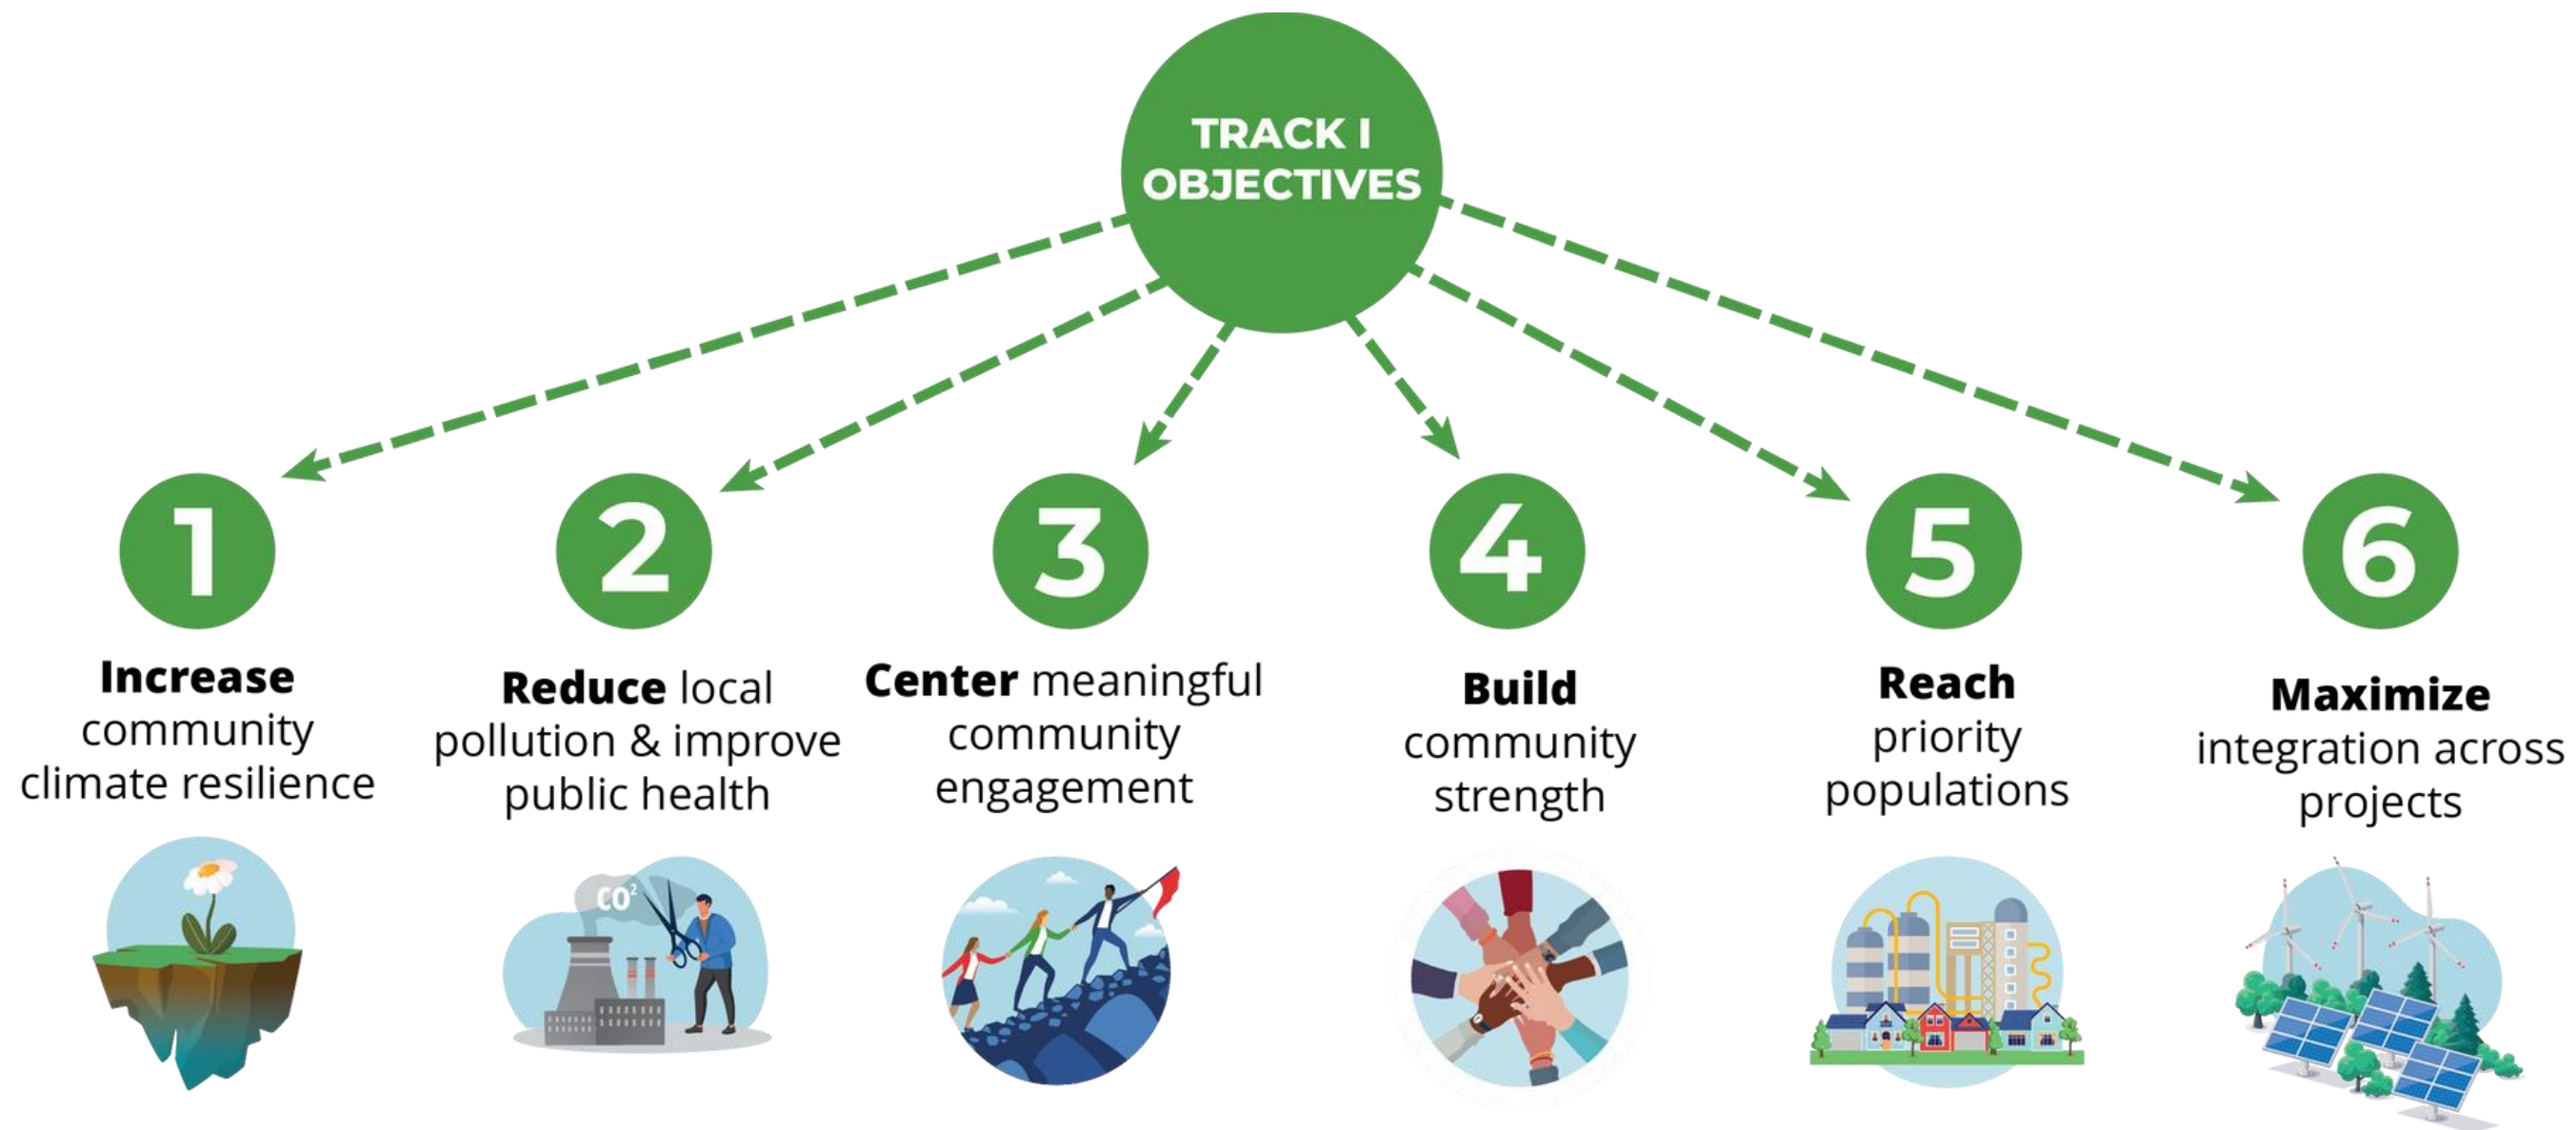 TRACK I
OBJECTIVES
1
Increase
community
climate resilience
2
Reduce local
pollution & improve
public health
CO²
3
Center meaningful
community
engagement
4
Build
community
strength
5
Reach
priority
populations
6
Maximize
integration across
projects